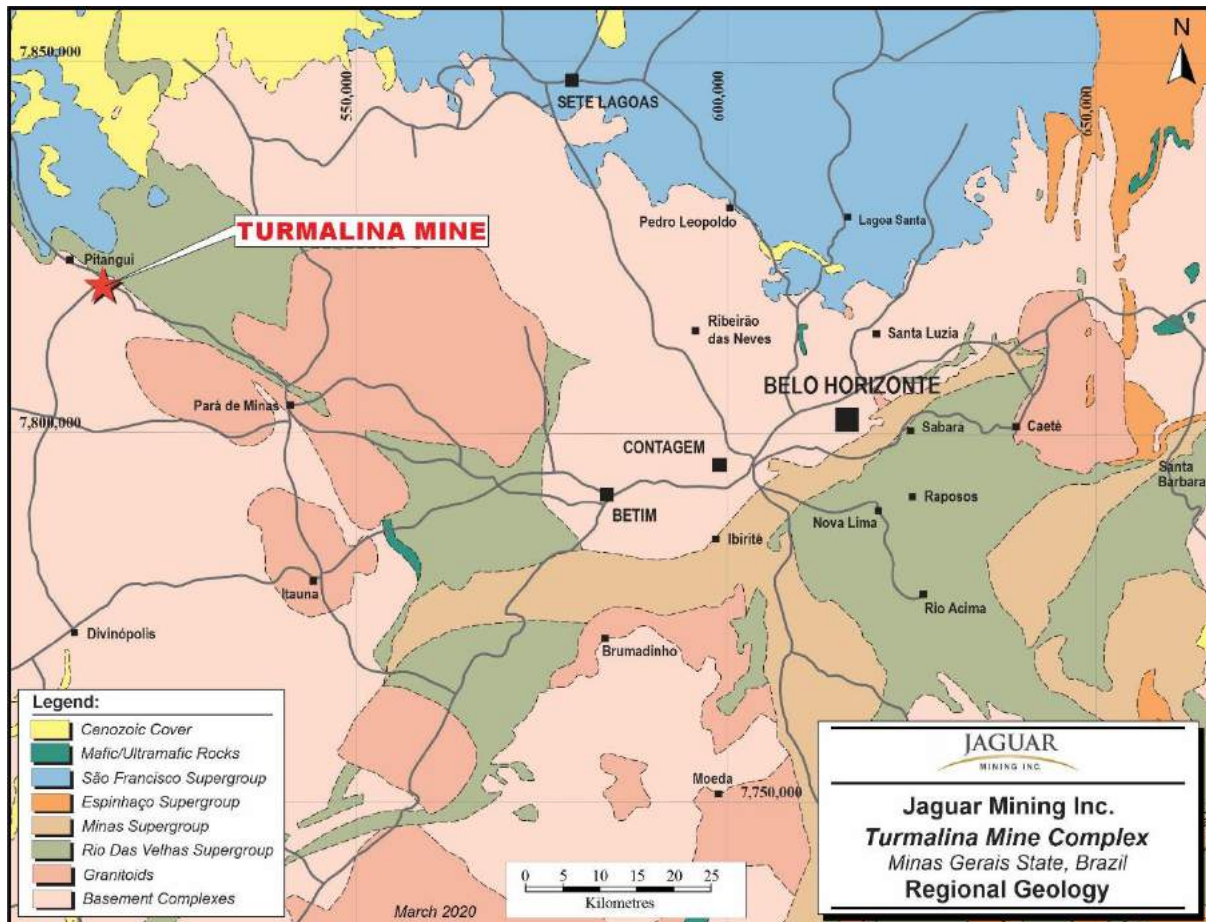 7,850,000
550,000
600,000
650,000
N
SETE LAGOAS
Pedro Leopoldo
Lagoa Santa
TURMALINA MINE
Pitangui
Ribeirão
das Neves
Santa Luzia
BELO HORIZONTE
Pará de Minas
7,800,000
CONTAGEM
Sabará
Caeté
Santa
Barbara
BETIM
Raposos
Nova Lima
Ibirité
Itauna
Rio Acima
Divinópolis
Brumadinho
Moeda
7,750,000
Legend:
Cenozoic Cover
Mafic/Ultramafic Rocks
São Francisco Supergroup
Espinhaço Supergroup
Minas Supergroup
Rio Das Velhas Supergroup
Granitoids
Basement Complexes
March 2020
0 5 10 15 20 25
Kilometres
JAGUAR
MINING INC.
Jaguar Mining Inc.
Turmalina Mine Complex
Minas Gerais State, Brazil
Regional Geology